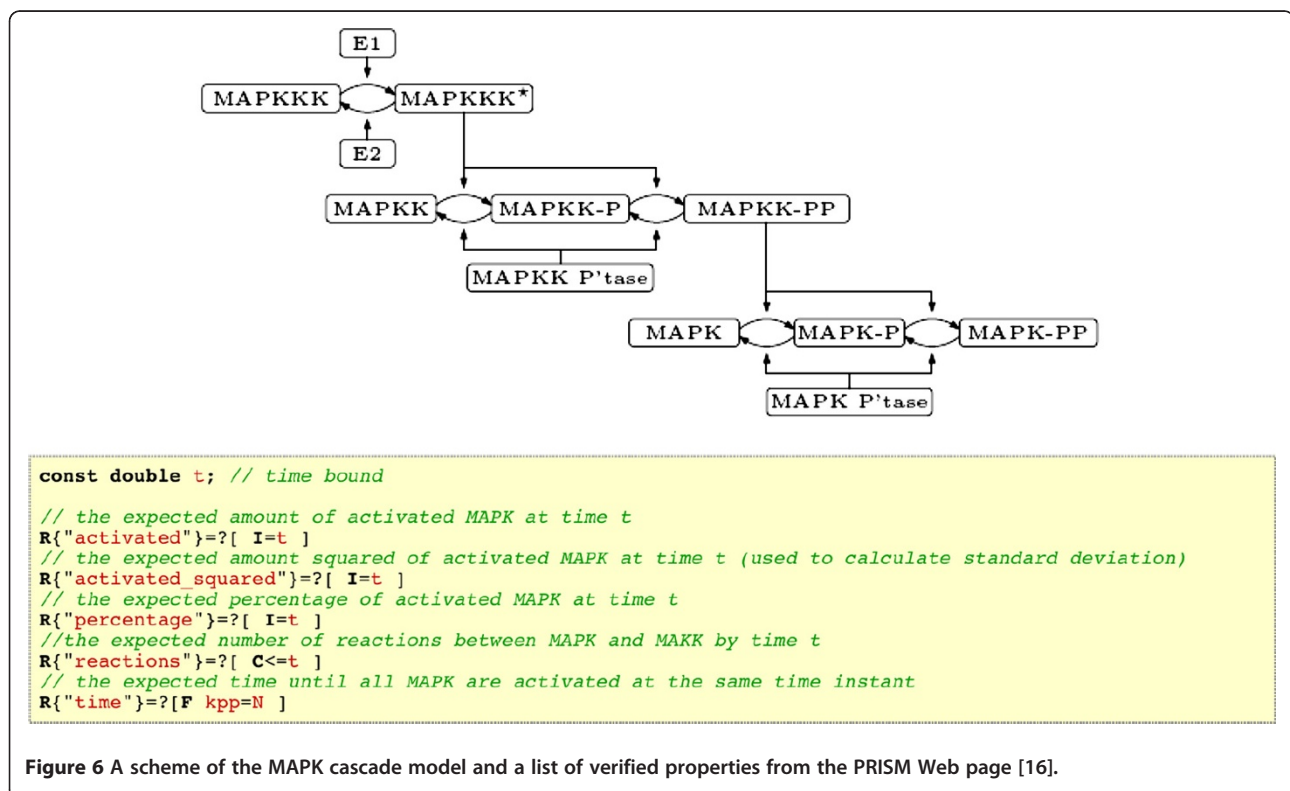 E1
MAPKKK MAPKKK★
E2
MAPKK MAPKK-P MAPKK-PP
MAPKK P'tase
MAPK MAPK-P MAPK-PP
MAPK P'tase
const double t; // time bound
// the expected amount of activated MAPK at time t
R{"activated"}=?[ I=t ]
// the expected amount squared of activated MAPK at time t (used to calculate standard deviation)
R{"activated_squared"}=?[ I=t ]
// the expected percentage of activated MAPK at time t
R{"percentage"}=?[ I=t ]
//the expected number of reactions between MAPK and MAKK by time t
R{"reactions"}=?[ C<=t ]
// the expected time until all MAPK are activated at the same time instant
R{"time"}=?[F kpp=N ]
Figure 6 A scheme of the MAPK cascade model and a list of verified properties from the PRISM Web page [16].